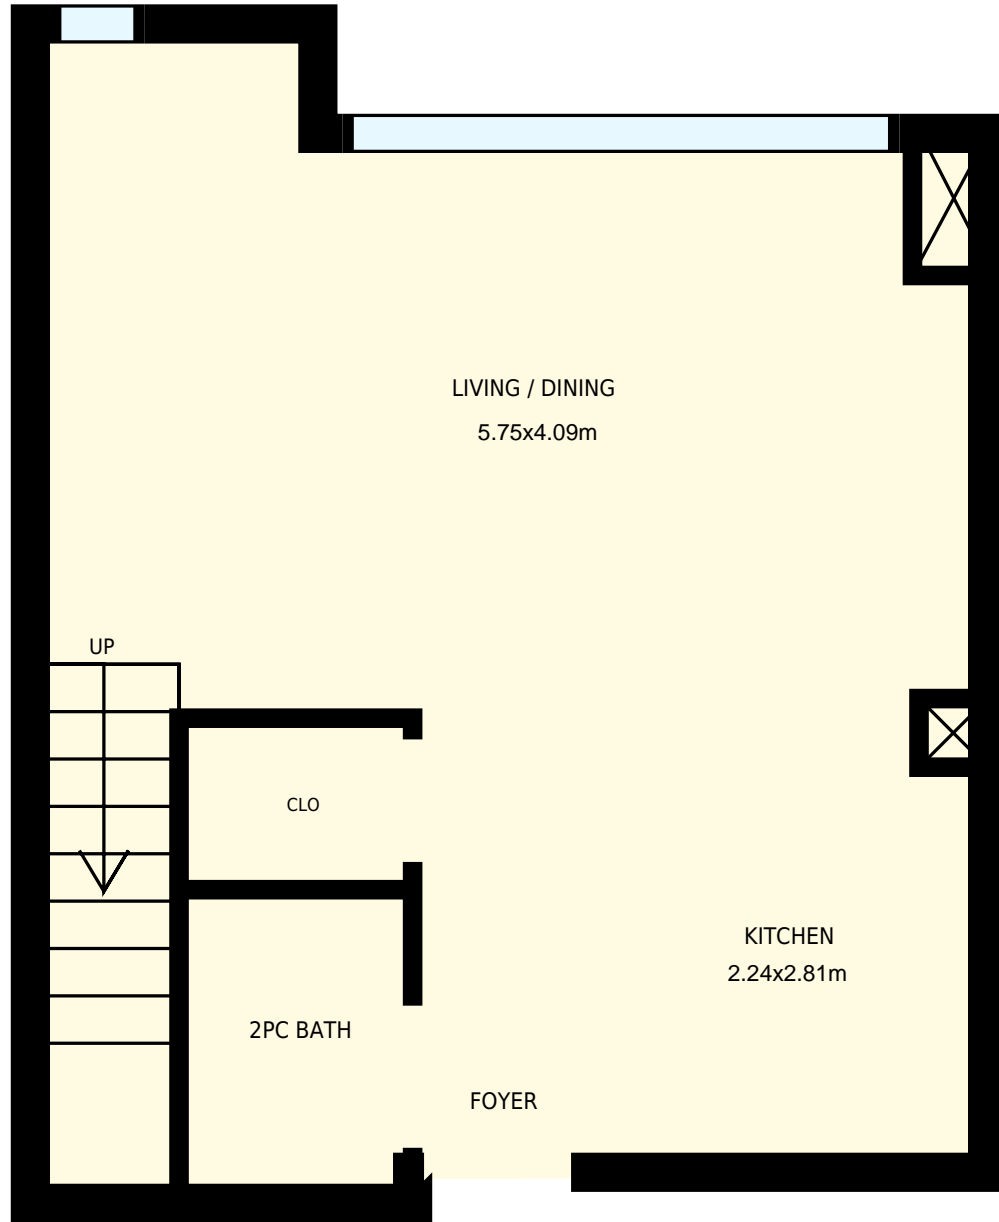 LIVING / DINING
5.75x4.09m
UP
CLO
KITCHEN
2.24x2.81m
2PC BATH
FOYER